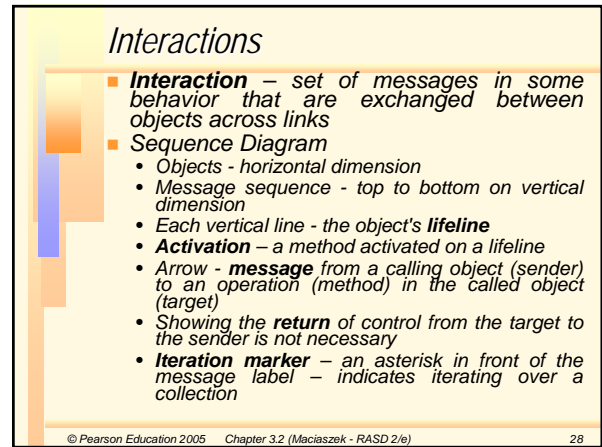 Interactions
Interaction – set of messages in some
behavior that are exchanged between
objects across links
Sequence Diagram
• Objects - horizontal dimension
• Message sequence - top to bottom on vertical
dimension
• Each vertical line - the object's lifeline
• Activation – a method activated on a lifeline
• Arrow - message from a calling object (sender)
to an operation (method) in the called object
(target)
• Showing the return of control from the target to
the sender is not necessary
• Iteration marker – an asterisk in front of the
message label – indicates iterating over a
collection
© Pearson Education 2005 Chapter 3.2 (Maciaszek - RASD 2/e) 28